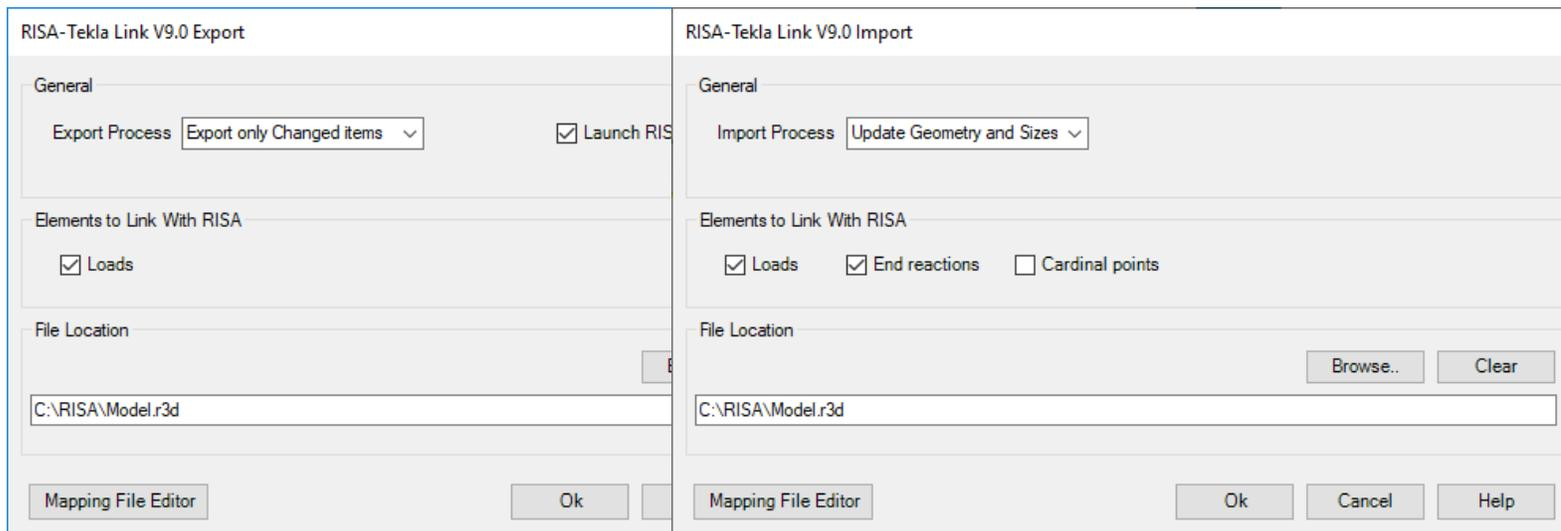 RISA-Tekla Link V9.0 Export
General
Export Process Export only Changed items Launch RIS
Elements to Link With RISA
Loads
File Location
C:\RISA\Model.r3d
Mapping File Editor Ok
RISA-Tekla Link V9.0 Import
General
Import Process Update Geometry and Sizes
Elements to Link With RISA
Loads End reactions Cardinal points
File Location
Browse.. Clear
C:\RISA\Model.r3d
Mapping File Editor Ok Cancel Help